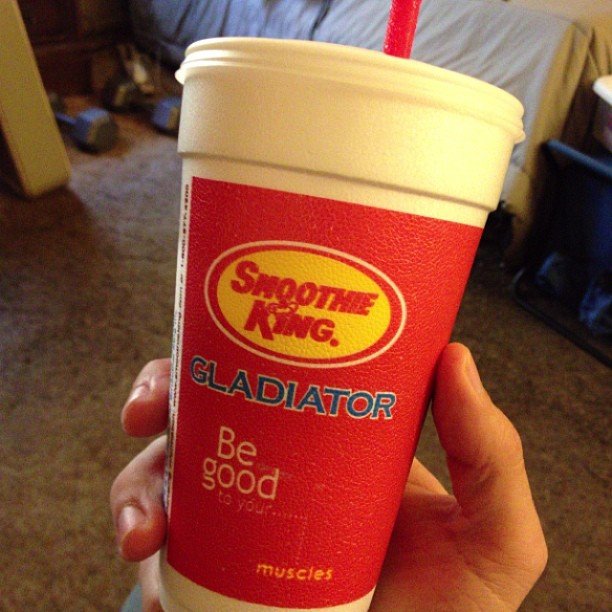 SMOOTHIE
KING.
GLADIATOR
Be
good
to your........
muscles